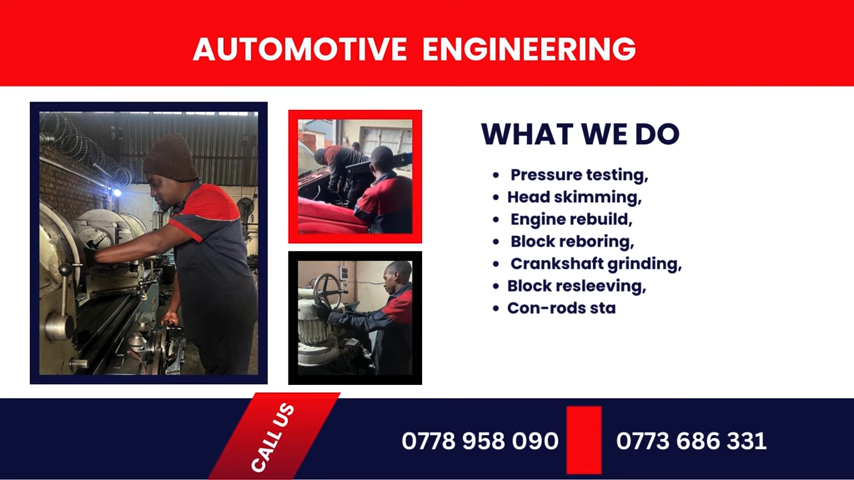 AUTOMOTIVE ENGINEERING
WHAT WE DO
• Pressure testing,
• Head skimming,
• Engine rebuild,
• Block reboring,
• Crankshaft grinding,
• Block resleeving,
• Con-rods sta
CALL US
0778 958 090
0773 686 331